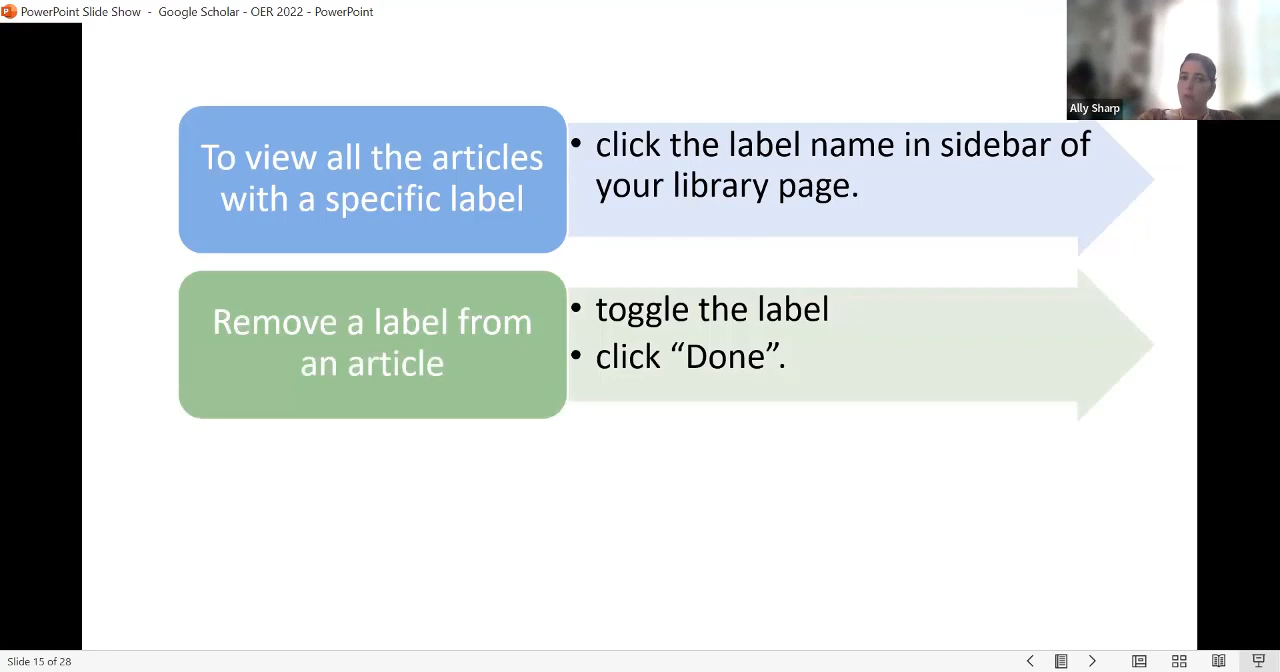 PowerPoint Slide Show - Google Scholar - OER 2022 - PowerPoint
Ally Sharp
To view all the articles
with a specific label
• click the label name in sidebar of
your library page.
Remove a label from
an article
• toggle the label
• click “Done”.
Slide 15 of 28